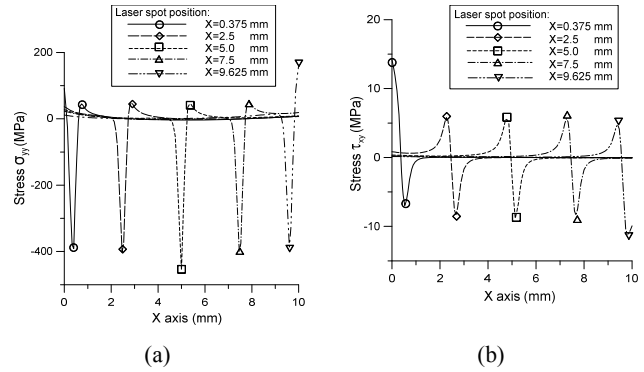 Laser spot position:
X=0.375 mm
X=2.5 mm
X=5.0 mm
X=7.5 mm
X=9.625 mm
Stress σyy (MPa)
200
0
-200
-400
0 2 4 6 8 10
X axis (mm)
(a)
Laser spot position:
X=0.375 mm
X=2.5 mm
X=5.0 mm
X=7.5 mm
X=9.625 mm
Stress τxy (MPa)
20
10
0
-10
0 2 4 6 8 10
X axis (mm)
(b)